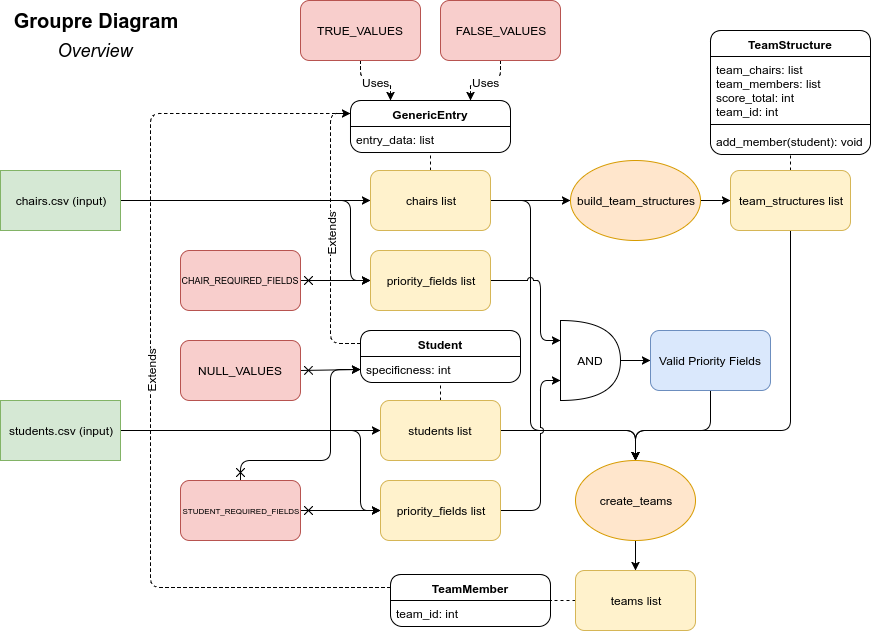 Groupre Diagram
Overview
TRUE_VALUES
FALSE_VALUES
Uses
Uses
TeamStructure
team_chairs: list
team_members: list
score_total: int
team_id: int
add_member(student): void
GenericEntry
entry_data: list
chairs.csv (input)
chairs list
build_team_structures
team_structures list
Extends
CHAIR_REQUIRED_FIELDS
priority_fields list
Student
specificness: int
NULL_VALUES
AND
Valid Priority Fields
Extends
students.csv (input)
students list
STUDENT_REQUIRED_FIELDS
priority_fields list
create_teams
TeamMember
team_id: int
teams list